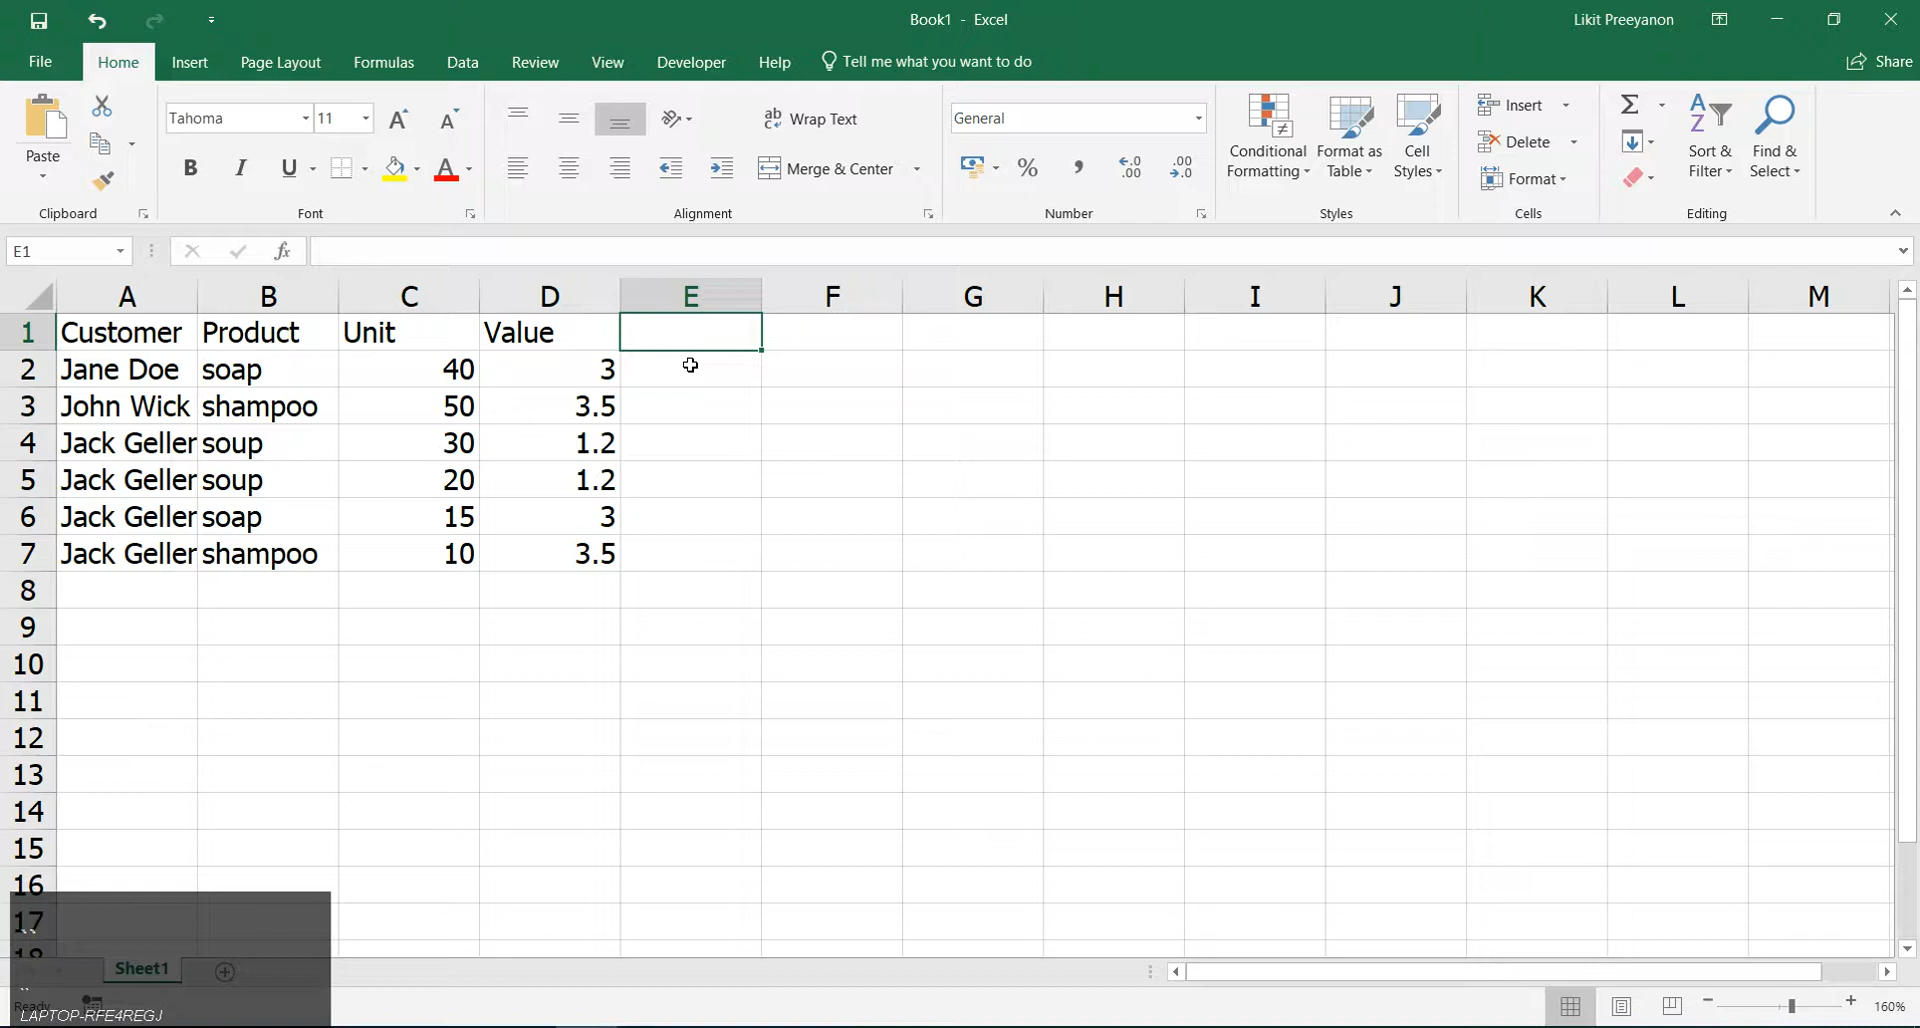 Book1 - Excel
Likit Preeyanon
File Home Insert Page Layout Formulas Data Review View Developer Help Tell me what you want to do
Share
Paste
Clipboard
Tahoma 11
B I U A
Font
ab Wrap Text
Merge & Center
Alignment
General
% ,
Number
Conditional Formatting
Format as Table
Cell Styles
Styles
Insert
Delete
Format
Cells
Σ
Sort & Filter
Find & Select
Editing
E1
fx
A B C D E F G H I J K L M
1 Customer Product Unit Value
2 Jane Doe soap 40 3
3 John Wick shampoo 50 3.5
4 Jack Geller soup 30 1.2
5 Jack Geller soup 20 1.2
6 Jack Geller soap 15 3
7 Jack Geller shampoo 10 3.5
8
9
10
11
12
13
14
15
16
17
18
Sheet1
Ready
LAPTOP-RFE4REGJ
160%